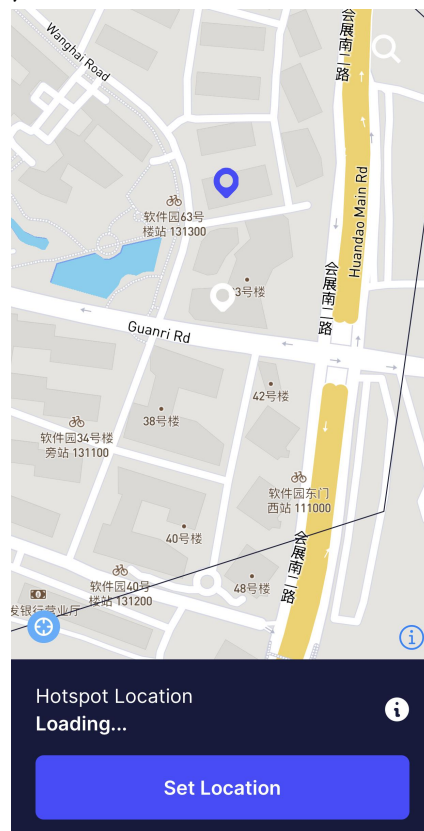 会展南二路
Wanghai Road
Huandao Main Rd
软件园63号
楼站 131300
会展南二路
3号楼
Guanri Rd
42号楼
38号楼
软件园34号楼
旁站 131100
软件园东门
西站 111000
40号楼
会展南二路
软件园40号
楼站 131200
48号楼
发银行营业厅
Hotspot Location
Loading...
Set Location